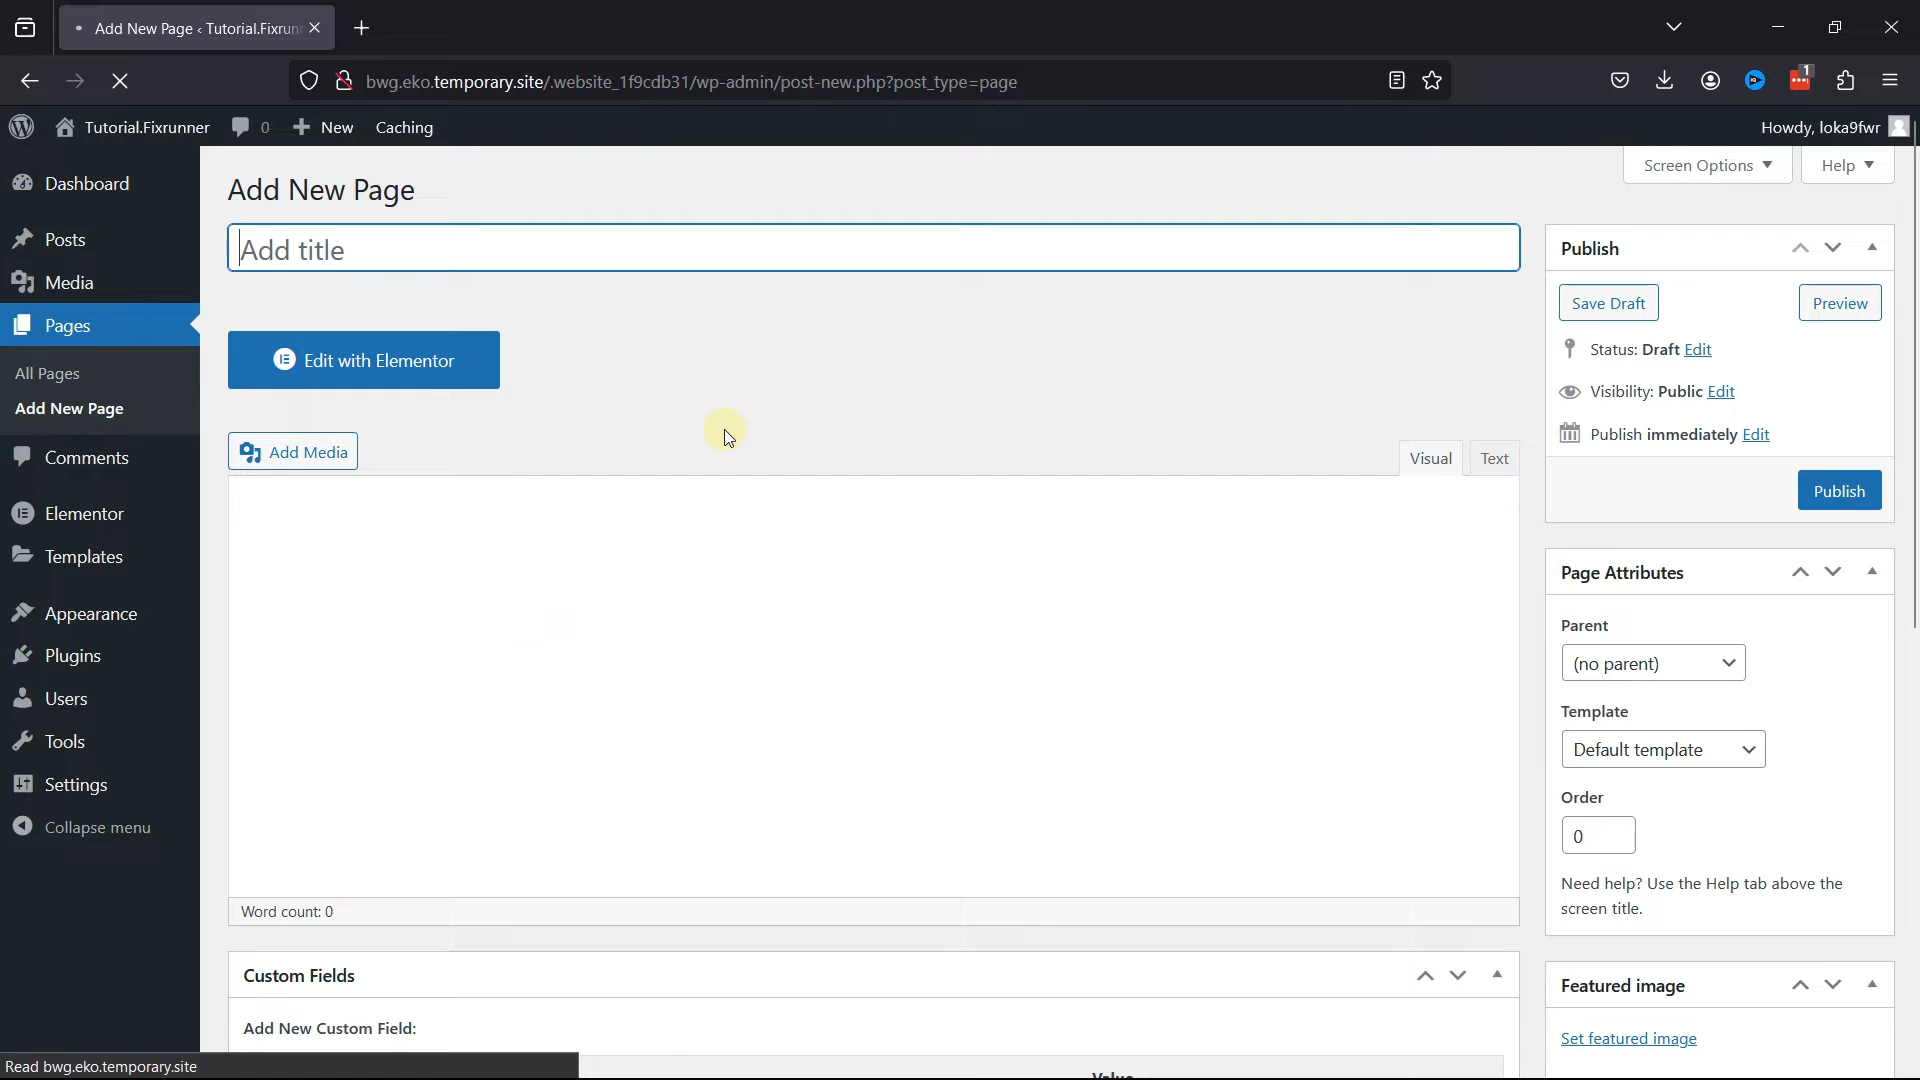 Add New Page ‹ Tutorial.Fixrunn
bwg.eko.temporary.site/.website_1f9cdb31/wp-admin/post-new.php?post_type=page
1
Tutorial.Fixrunner
0
New
Caching
Howdy, loka9fwr
Dashboard
Posts
Media
Pages
All Pages
Add New Page
Comments
Elementor
Templates
Appearance
Plugins
Users
Tools
Settings
Collapse menu
Screen Options
Help
Add New Page
Add title
Edit with Elementor
Add Media
Visual
Text
Word count: 0
Custom Fields
Add New Custom Field:
Value
Publish
Save Draft
Preview
Status: Draft Edit
Visibility: Public Edit
Publish immediately Edit
Publish
Page Attributes
Parent
(no parent)
Template
Default template
Order
0
Need help? Use the Help tab above the
screen title.
Featured image
Set featured image
Read bwg.eko.temporary.site